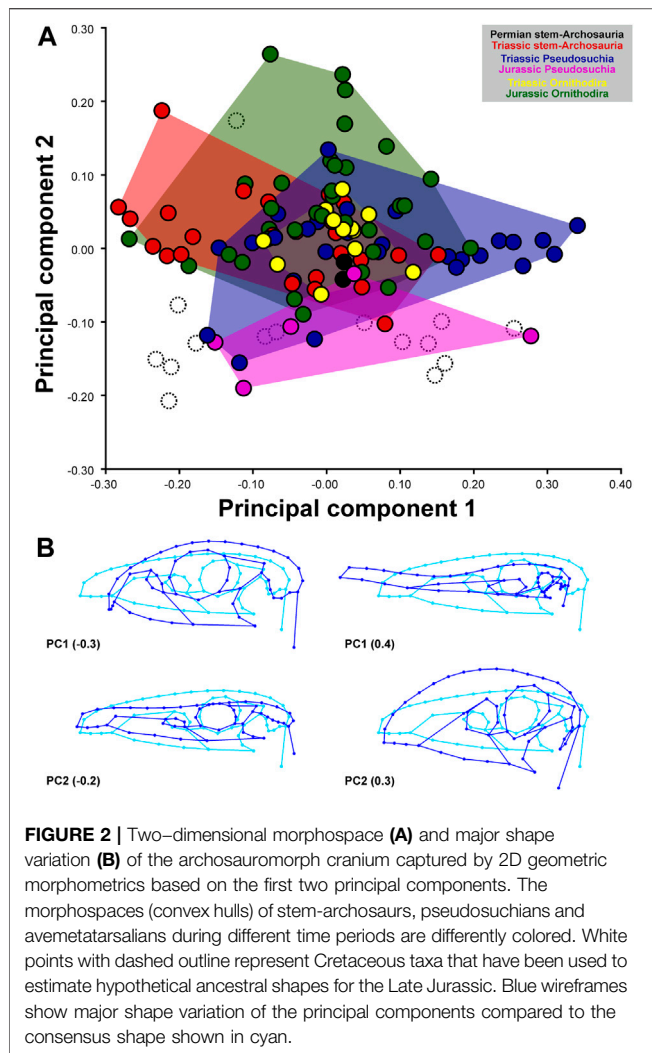 A
Permian stem-Archosauria
Triassic stem-Archosauria
Triassic Pseudosuchia
Jurassic Pseudosuchia
Triassic Ornithodira
Jurassic Ornithodira
Principal component 2
0.30
0.20
0.10
0.00
-0.10
-0.20
-0.30
-0.30
-0.20
-0.10
-0.00
0.10
0.20
0.30
0.40
Principal component 1
B
PC1 (-0.3)
PC1 (0.4)
PC2 (-0.2)
PC2 (0.3)
FIGURE 2 | Two–dimensional morphospace (A) and major shape
variation (B) of the archosauromorph cranium captured by 2D geometric
morphometrics based on the first two principal components. The
morphospaces (convex hulls) of stem-archosaurs, pseudosuchians and
avemetatarsalians during different time periods are differently colored. White
points with dashed outline represent Cretaceous taxa that have been used to
estimate hypothetical ancestral shapes for the Late Jurassic. Blue wireframes
show major shape variation of the principal components compared to the
consensus shape shown in cyan.